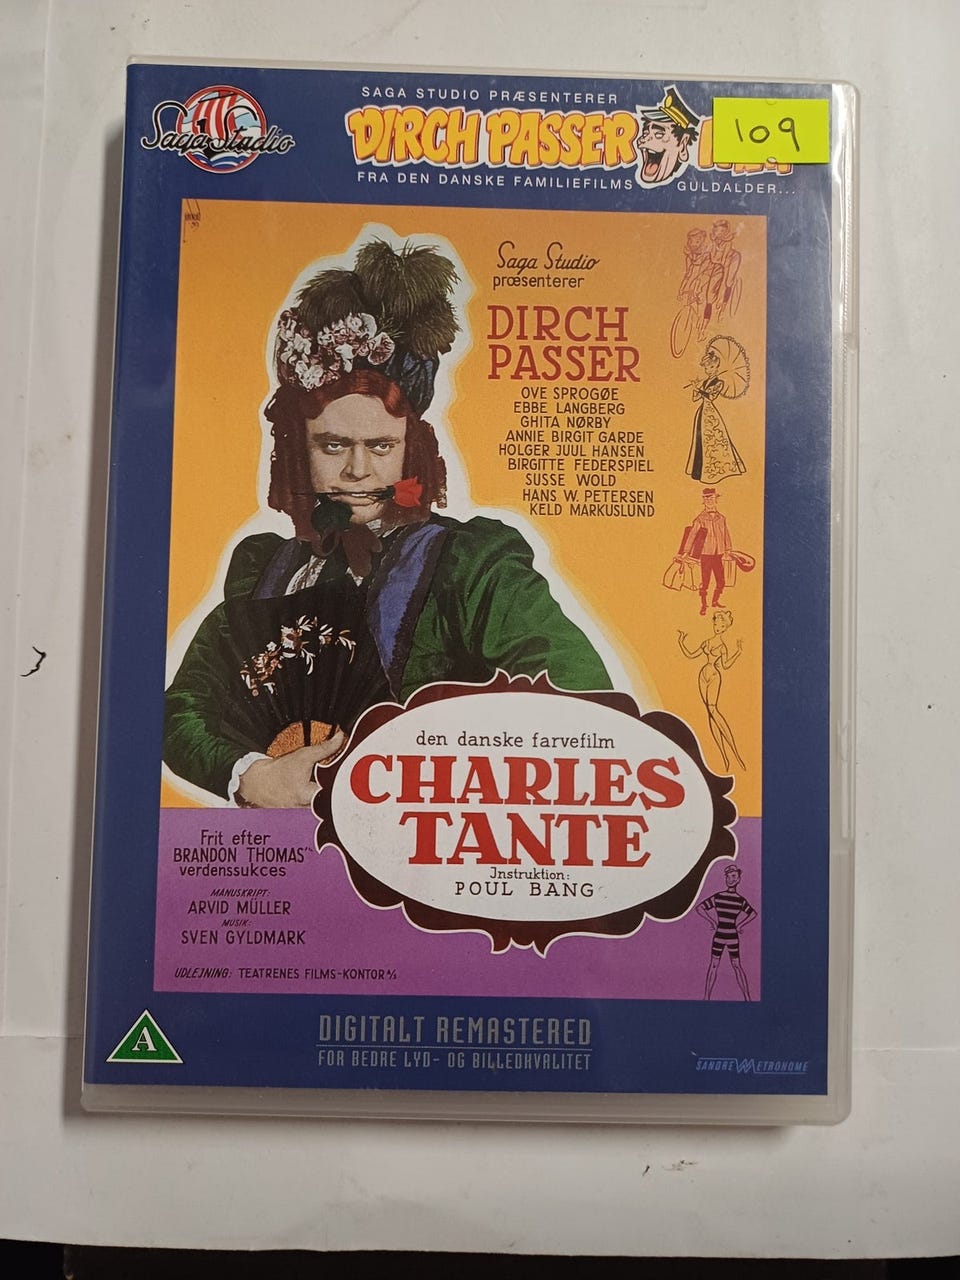 Saga Studio
SAGA STUDIO PRÆSENTERER
DIRCH PASSER
109
FRA DEN DANSKE FAMILIEFILMS GULDALDER...
Saga Studio
præsenterer
DIRCH
PASSER
OVE SPROGØE
EBBE LANGBERG
GHITA NØRBY
ANNIE BIRGIT GARDE
HOLGER JUUL HANSEN
BIRGITTE FEDERSPIEL
SUSSE WOLD
HANS W. PETERSEN
KELD MARKUSLUND
den danske farvefilm
CHARLES
TANTE
Instruktion:
POUL BANG
Frit efter
BRANDON THOMAS'
verdenssukces
MANUSKRIPT:
ARVID MÜLLER
MUSIK:
SVEN GYLDMARK
UDLEJNING: TEATRENES FILMS-KONTOR A/S
A
DIGITALT REMASTERED
FOR BEDRE LYD- OG BILLEDKVALITET
SANDREW METRONOME